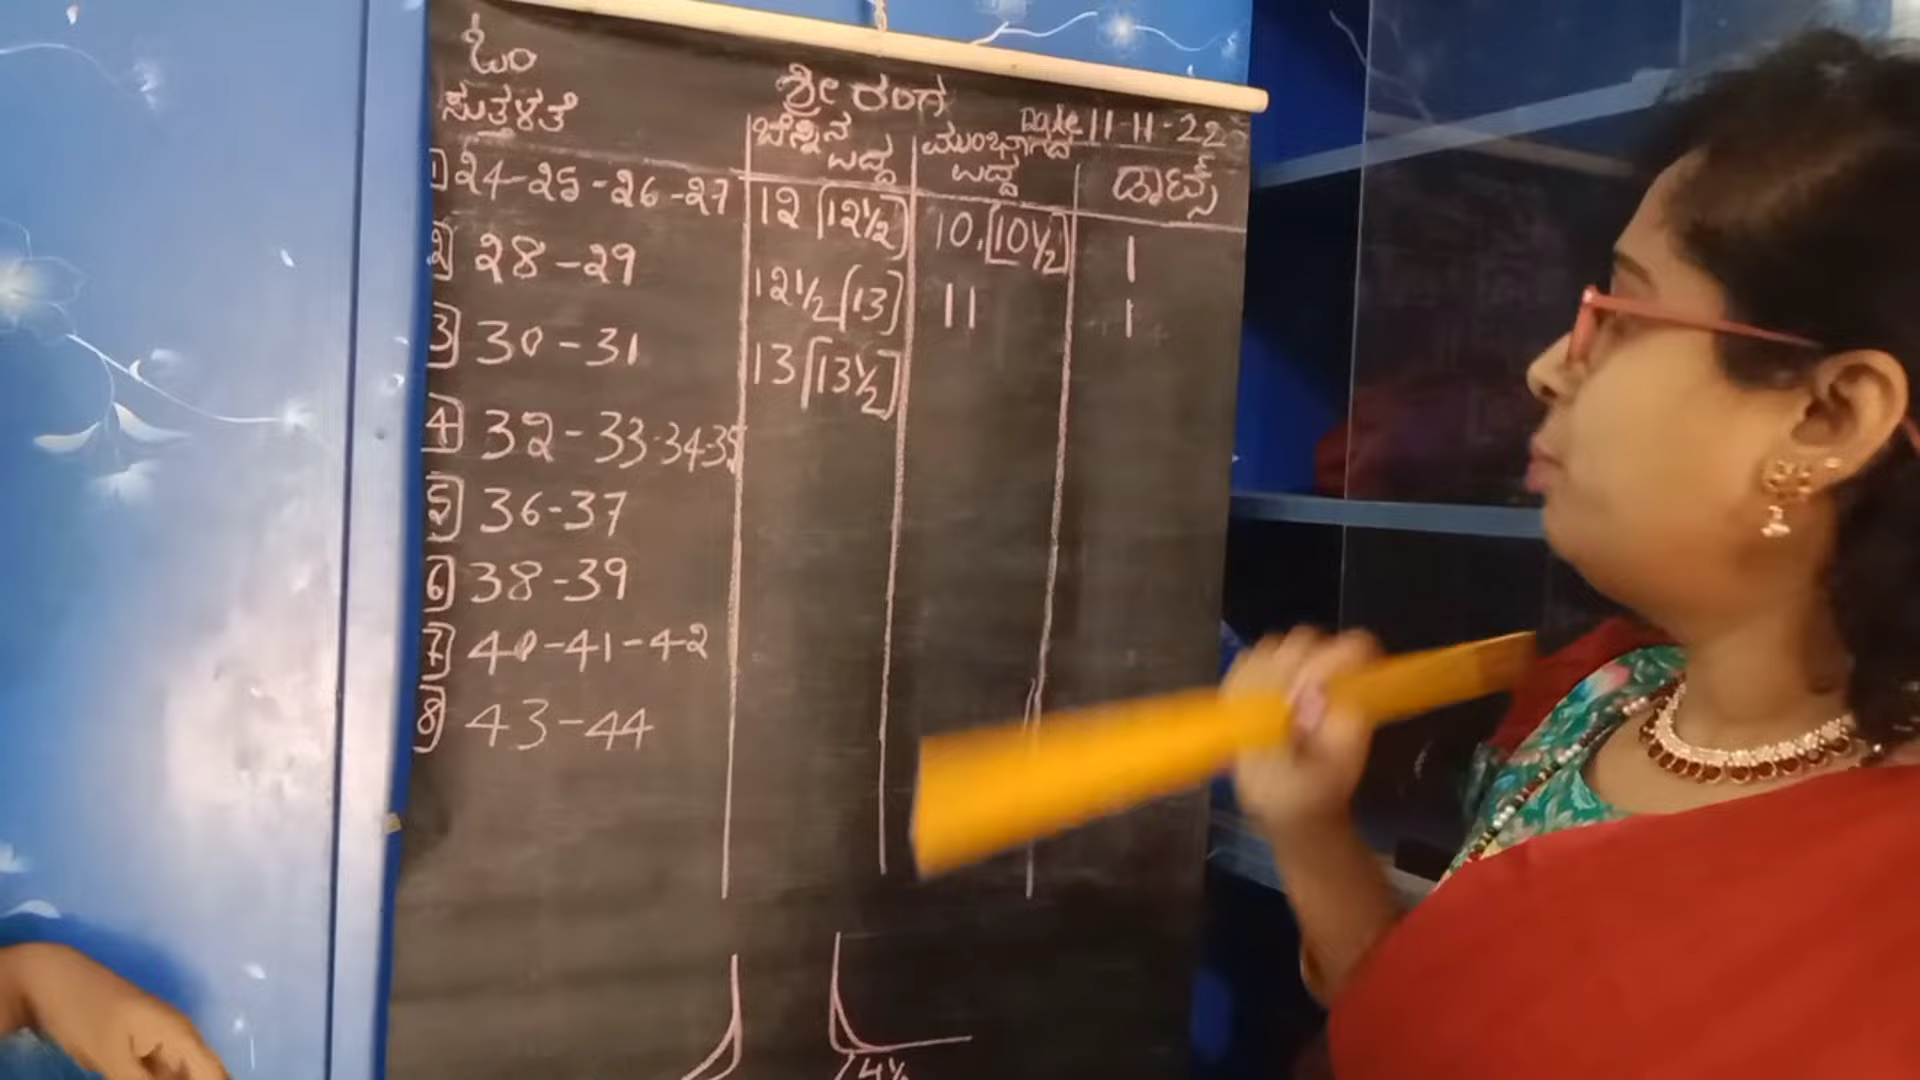 ಓಂ
ಶ್ರೀ ರಂಗ
Date 11-11-22
ಸುತ್ತಳತೆ ಬೆನ್ನಿನ ಉದ್ದ ಮುಂಭಾಗದ ಉದ್ದ ಡಾರ್ಟ್ಸ್
1 24-25-26-27 12 [12½] 10.[10½] 1
2 28-29 12½ [13] 11 1
3 30-31 13 [13½]
4 32-33-34-35
5 36-37
6 38-39
7 40-41-42
8 43-44